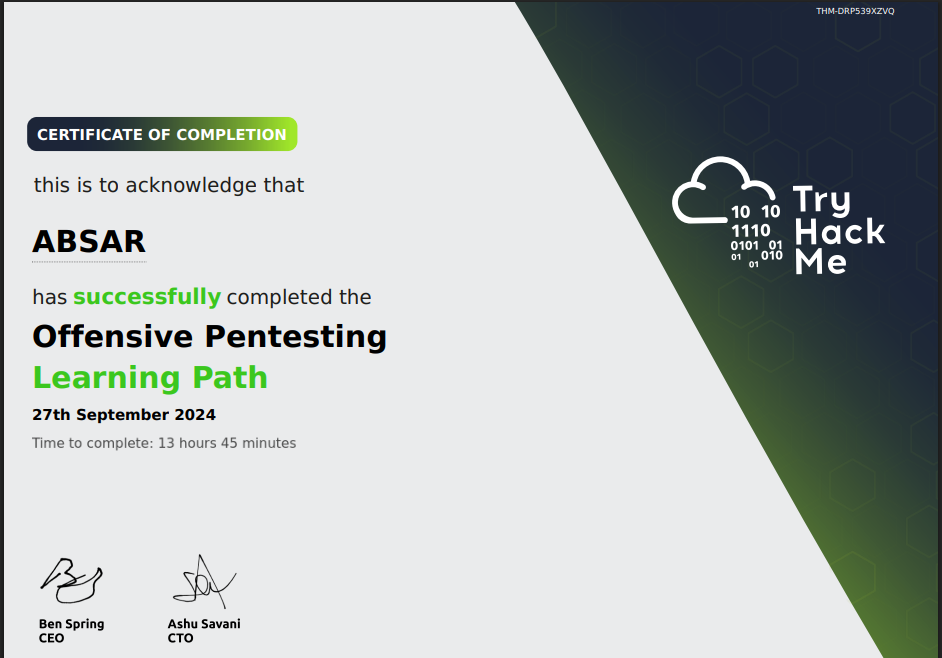 THM-DRP539XZVQ
CERTIFICATE OF COMPLETION
this is to acknowledge that
ABSAR
has successfully completed the
Offensive Pentesting
Learning Path
27th September 2024
Time to complete: 13 hours 45 minutes
10 10
1110
0101 01
01 010
01
Try
Hack
Me
Ben Spring
CEO
Ashu Savani
CTO